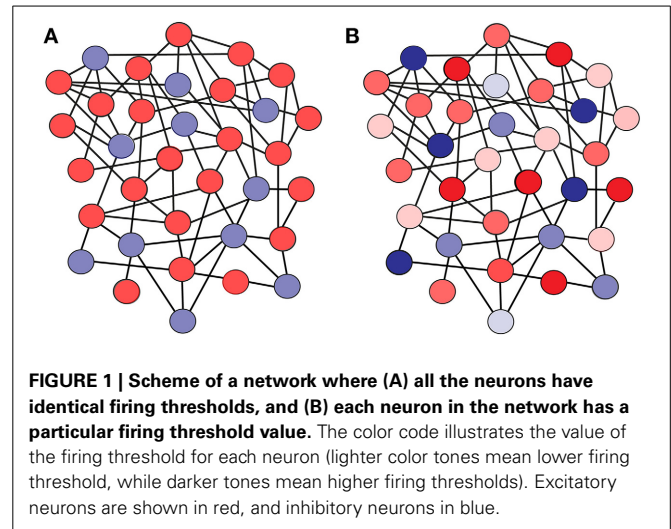 A
B
FIGURE 1 | Scheme of a network where (A) all the neurons have
identical firing thresholds, and (B) each neuron in the network has a
particular firing threshold value. The color code illustrates the value of
the firing threshold for each neuron (lighter color tones mean lower firing
threshold, while darker tones mean higher firing thresholds). Excitatory
neurons are shown in red, and inhibitory neurons in blue.